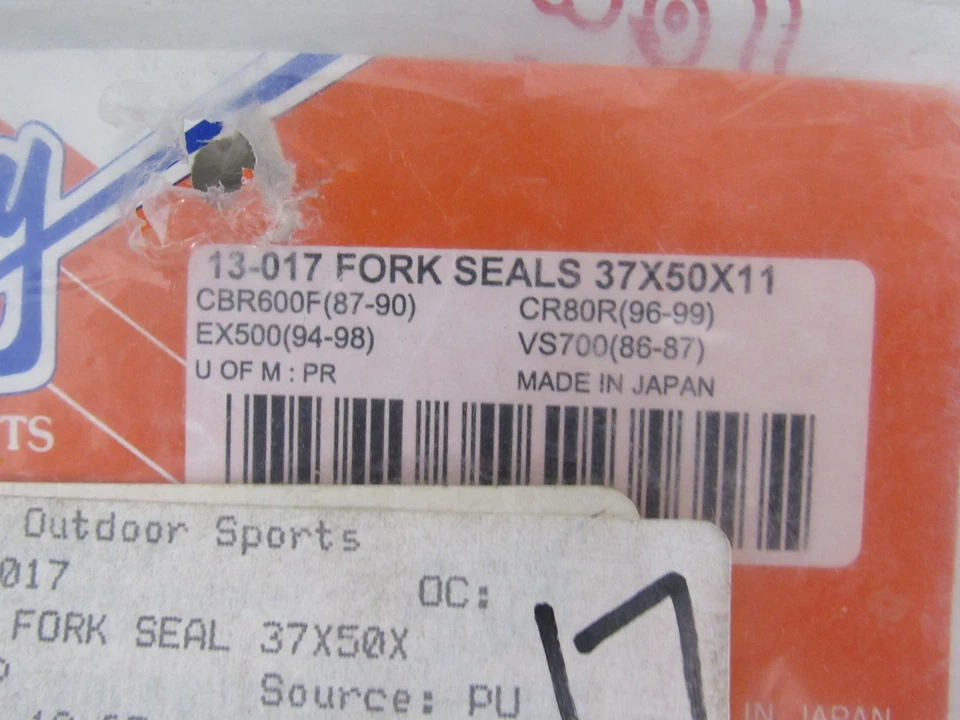 13-017 FORK SEALS 37X50X11
CBR600F(87-90) CR80R(96-99)
EX500(94-98) VS700(86-87)
U OF M : PR MADE IN JAPAN
TS
Outdoor Sports
017
OC:
FORK SEAL 37X50X
Source: PU
17
IN JAPAN